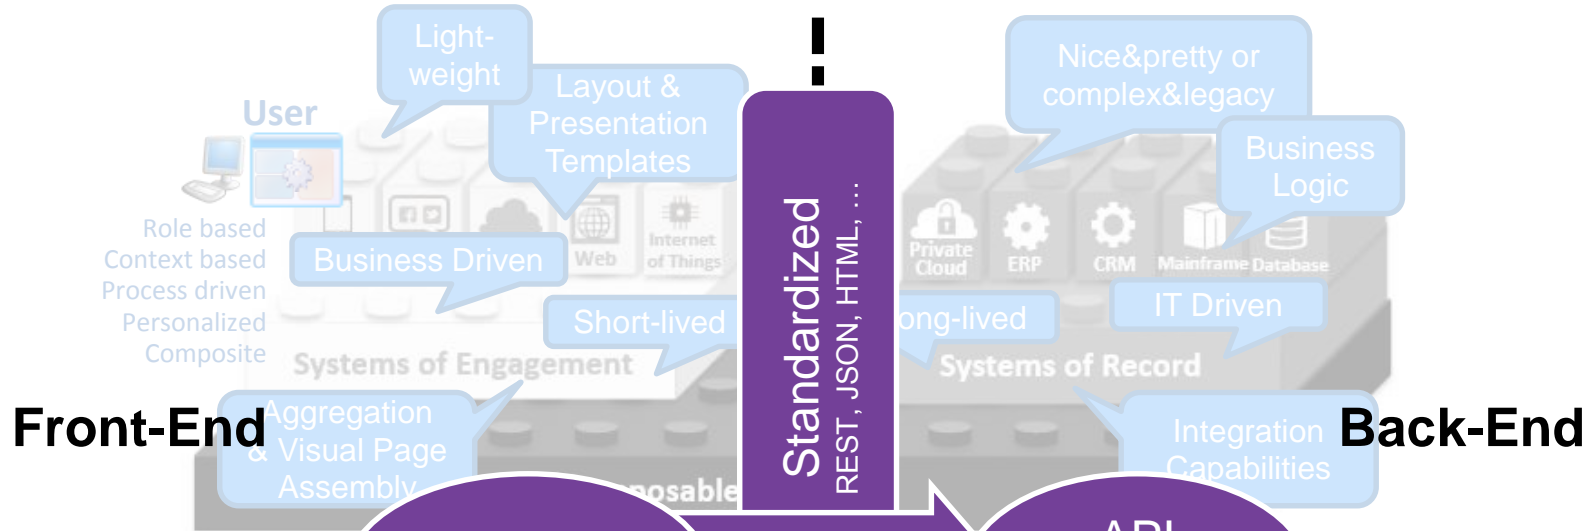 Light-
weight
Layout &
Presentation
Templates
Nice&pretty or
complex&legacy
Business
Logic
User
Role based
Context based
Process driven
Personalized
Composite
Business Driven
Web
Internet
of Things
Short-lived
Systems of Engagement
Standardized
REST, JSON, HTML, …
Private
Cloud
ERP
CRM
Mainframe
Database
ong-lived
IT Driven
Systems of Record
Front-End
Aggregation
& Visual Page
Assembly
posable
Integration
Capabilities
Back-End
API